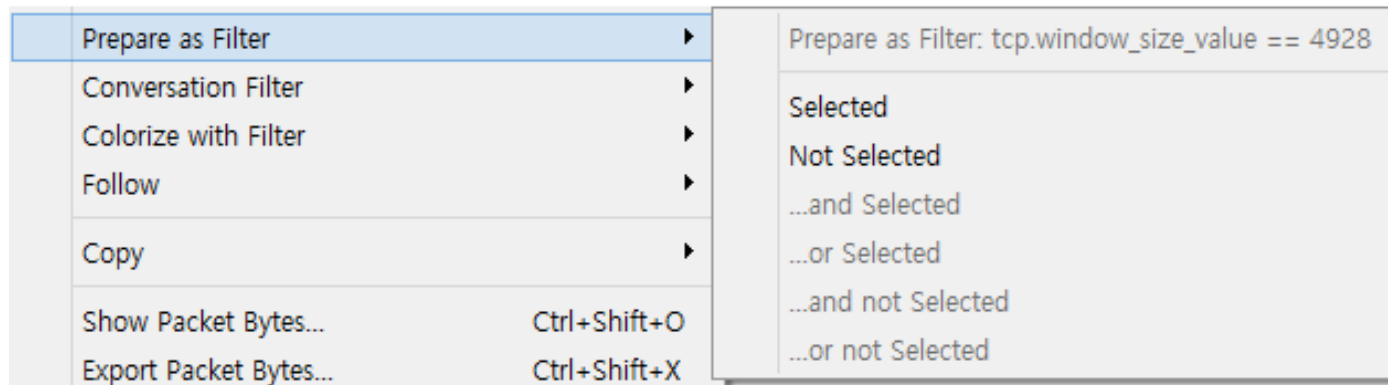 Prepare as Filter
Conversation Filter
Colorize with Filter
Follow
Copy
Show Packet Bytes... Ctrl+Shift+O
Export Packet Bytes... Ctrl+Shift+X
Prepare as Filter: tcp.window_size_value == 4928
Selected
Not Selected
...and Selected
...or Selected
...and not Selected
...or not Selected